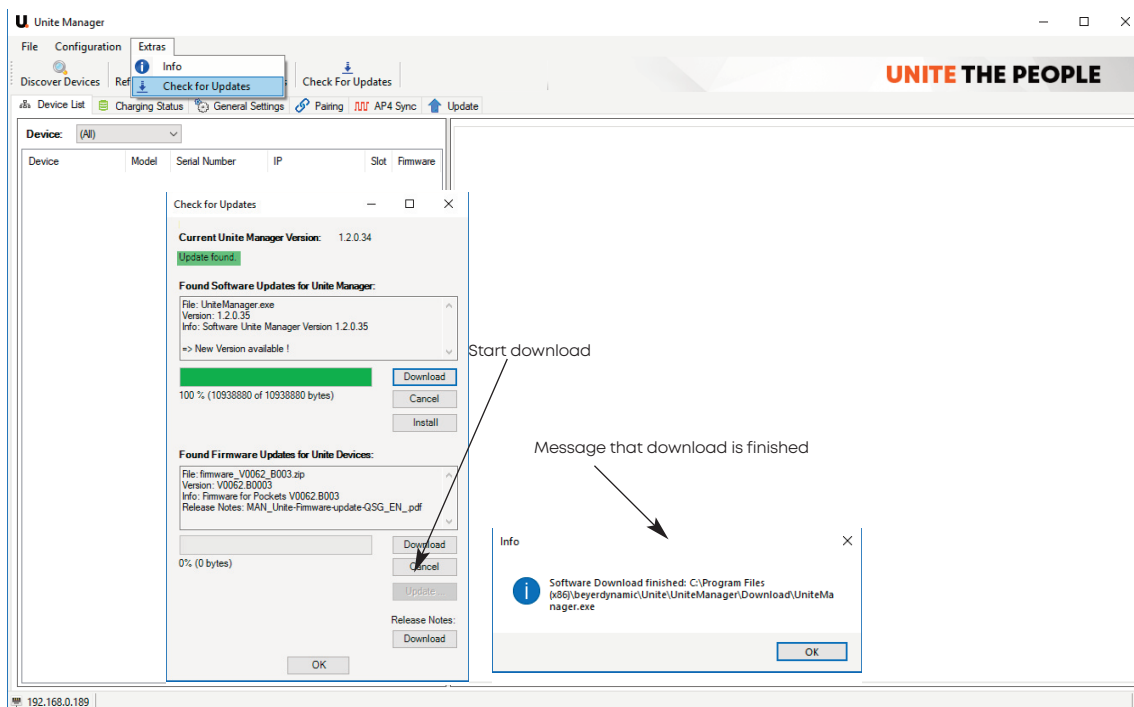 U. Unite Manager
File Configuration Extras
Info
Check for Updates
Discover Devices Ref s Check For Updates
UNITE THE PEOPLE
Device List Charging Status General Settings Pairing AP4 Sync Update
Device: (All)
Device Model Serial Number IP Slot Firmware
Check for Updates
Current Unite Manager Version: 1.2.0.34
Update found.
Found Software Updates for Unite Manager:
File: UniteManager.exe
Version: 1.2.0.35
Info: Software Unite Manager Version 1.2.0.35
=> New Version available !
Start download
Download
100 % (10938880 of 10938880 bytes)
Cancel
Install
Message that download is finished
Found Firmware Updates for Unite Devices:
File: firmware_V0062_B003.zip
Version: V0062.B0003
Info: Firmware for Pockets V0062.B003
Release Notes: MAN_Unite-Firmware-update-QSG_EN_.pdf
Download
0% (0 bytes)
Cancel
Update...
Release Notes:
Download
OK
Info
Software Download finished: C:\Program Files
(x86)\beyerdynamic\Unite\UniteManager\Download\UniteMa
nager.exe
OK
192.168.0.189